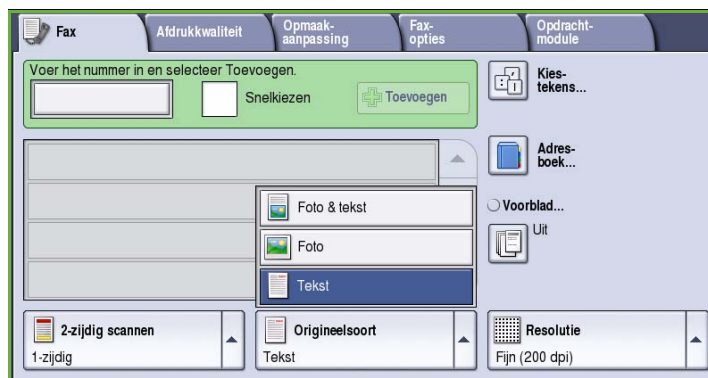 Fax
Afdrukkwaliteit
Opmaak-
aanpassing
Fax-
opties
Opdracht-
module
Voer het nummer in en selecteer Toevoegen.
Snelkiezen
Toevoegen
Kies-
tekens...
Adres-
boek...
Voorblad...
Uit
Foto & tekst
Foto
Tekst
2-zijdig scannen
1-zijdig
Origineelsoort
Tekst
Resolutie
Fijn (200 dpi)